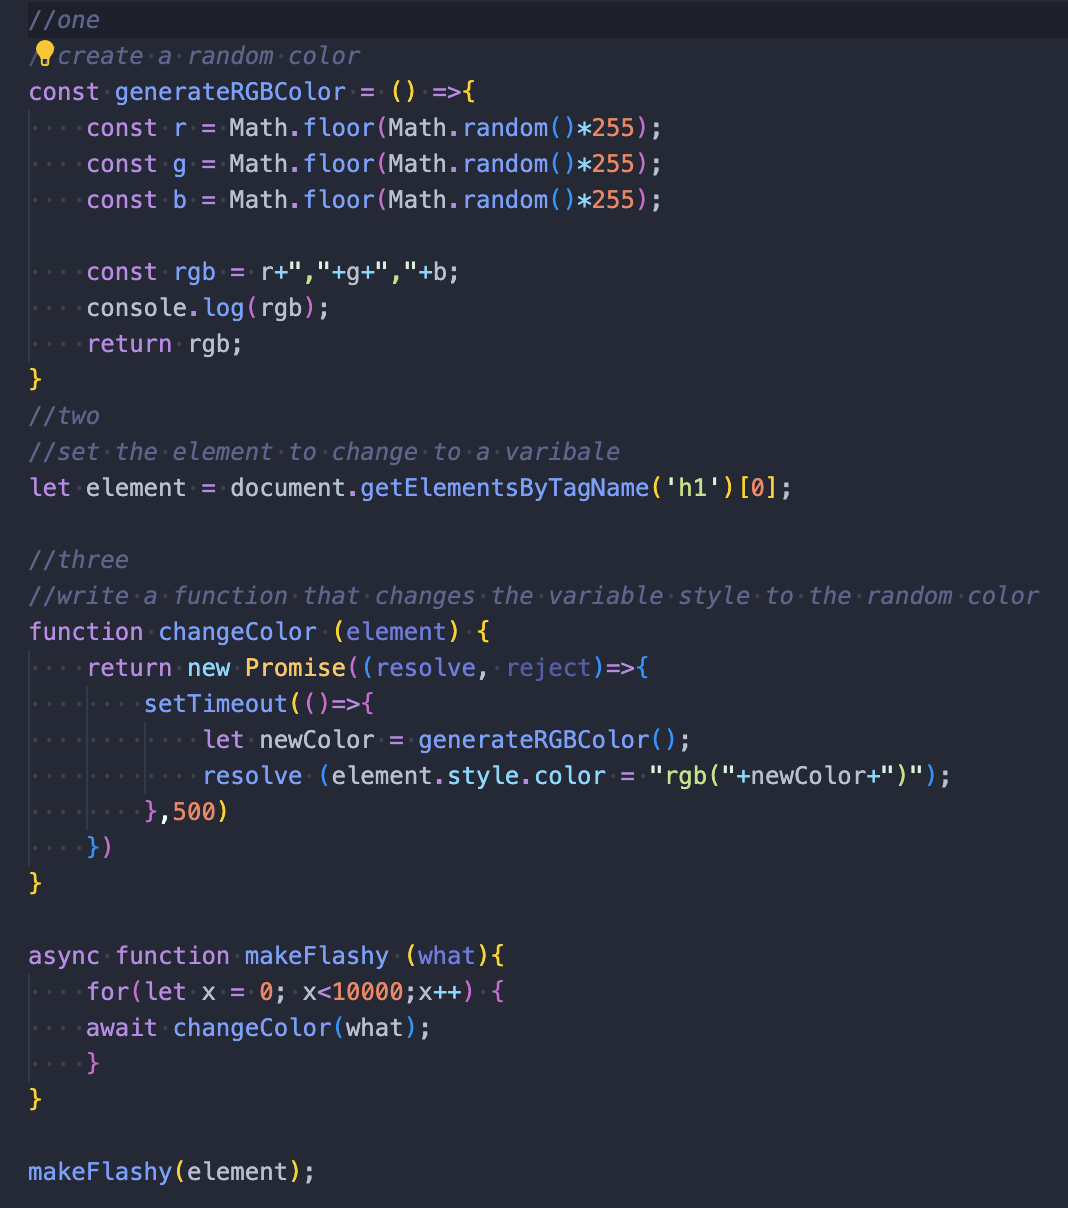 //one
//create a random color
const generateRGBColor = () =>{
    const r = Math.floor(Math.random()*255);
    const g = Math.floor(Math.random()*255);
    const b = Math.floor(Math.random()*255);

    const rgb = r+","+g+","+b;
    console.log(rgb);
    return rgb;
}
//two
//set the element to change to a varibale
let element = document.getElementsByTagName('h1')[0];

//three
//write a function that changes the variable style to the random color
function changeColor (element) {
    return new Promise((resolve, reject)=>{
        setTimeout(()=>{
            let newColor = generateRGBColor();
            resolve (element.style.color = "rgb("+newColor+")");
        },500)
    })
}

async function makeFlashy (what){
    for(let x = 0; x<10000;x++) {
    await changeColor(what);
    }
}

makeFlashy(element);